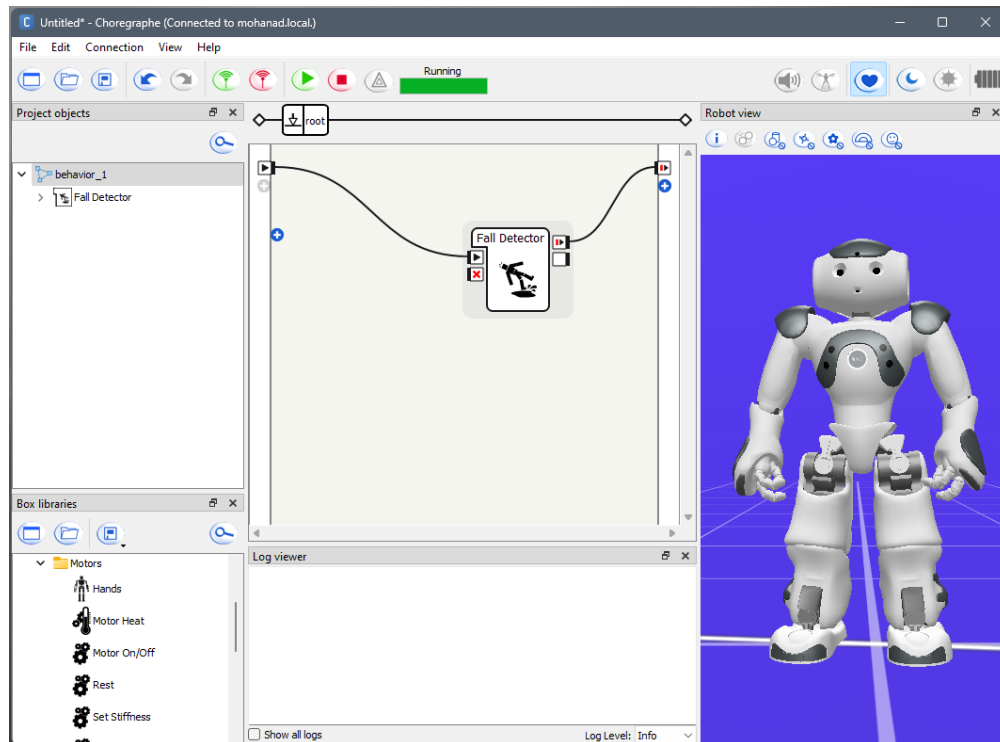 Untitled* - Choregraphe (Connected to mohanad.local.)
File Edit Connection View Help
Running
Project objects
root
Robot view
behavior_1
Fall Detector
Fall Detector
Box libraries
Motors
Hands
Motor Heat
Motor On/Off
Rest
Set Stiffness
Log viewer
Show all logs
Log Level: Info